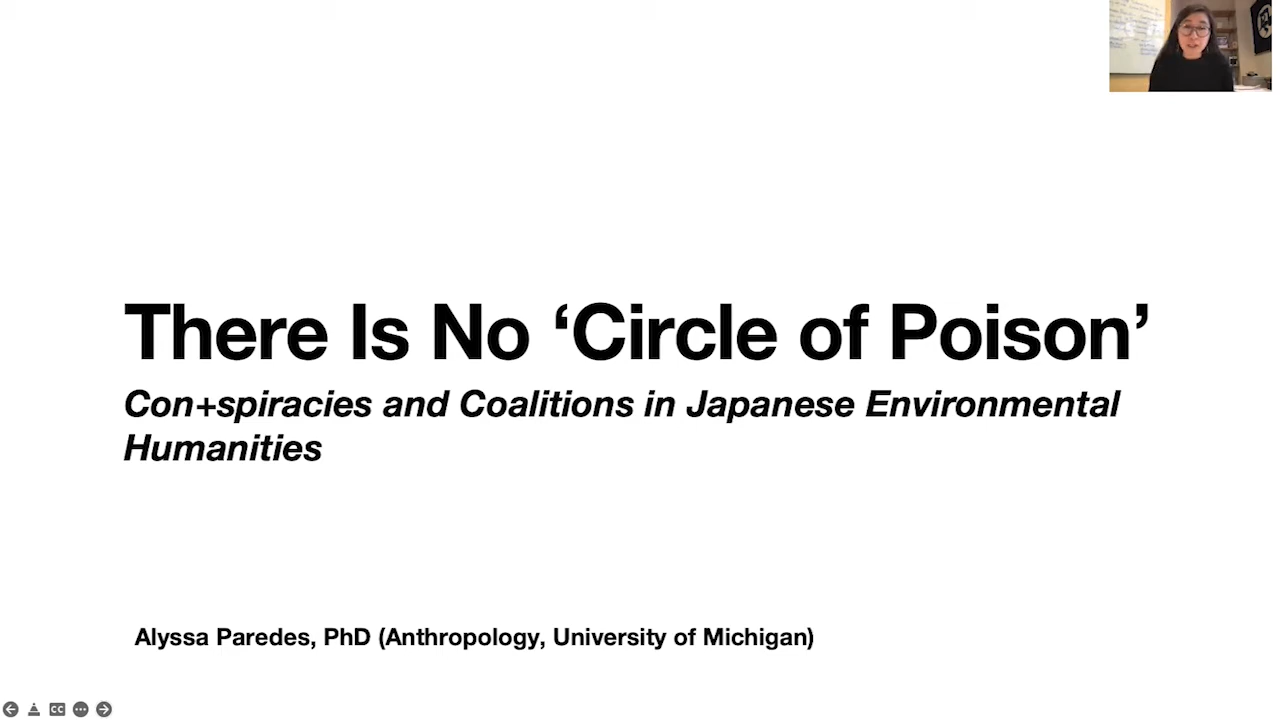 There Is No ‘Circle of Poison’
Con+spiracies and Coalitions in Japanese Environmental
Humanities
Alyssa Paredes, PhD (Anthropology, University of Michigan)
CC